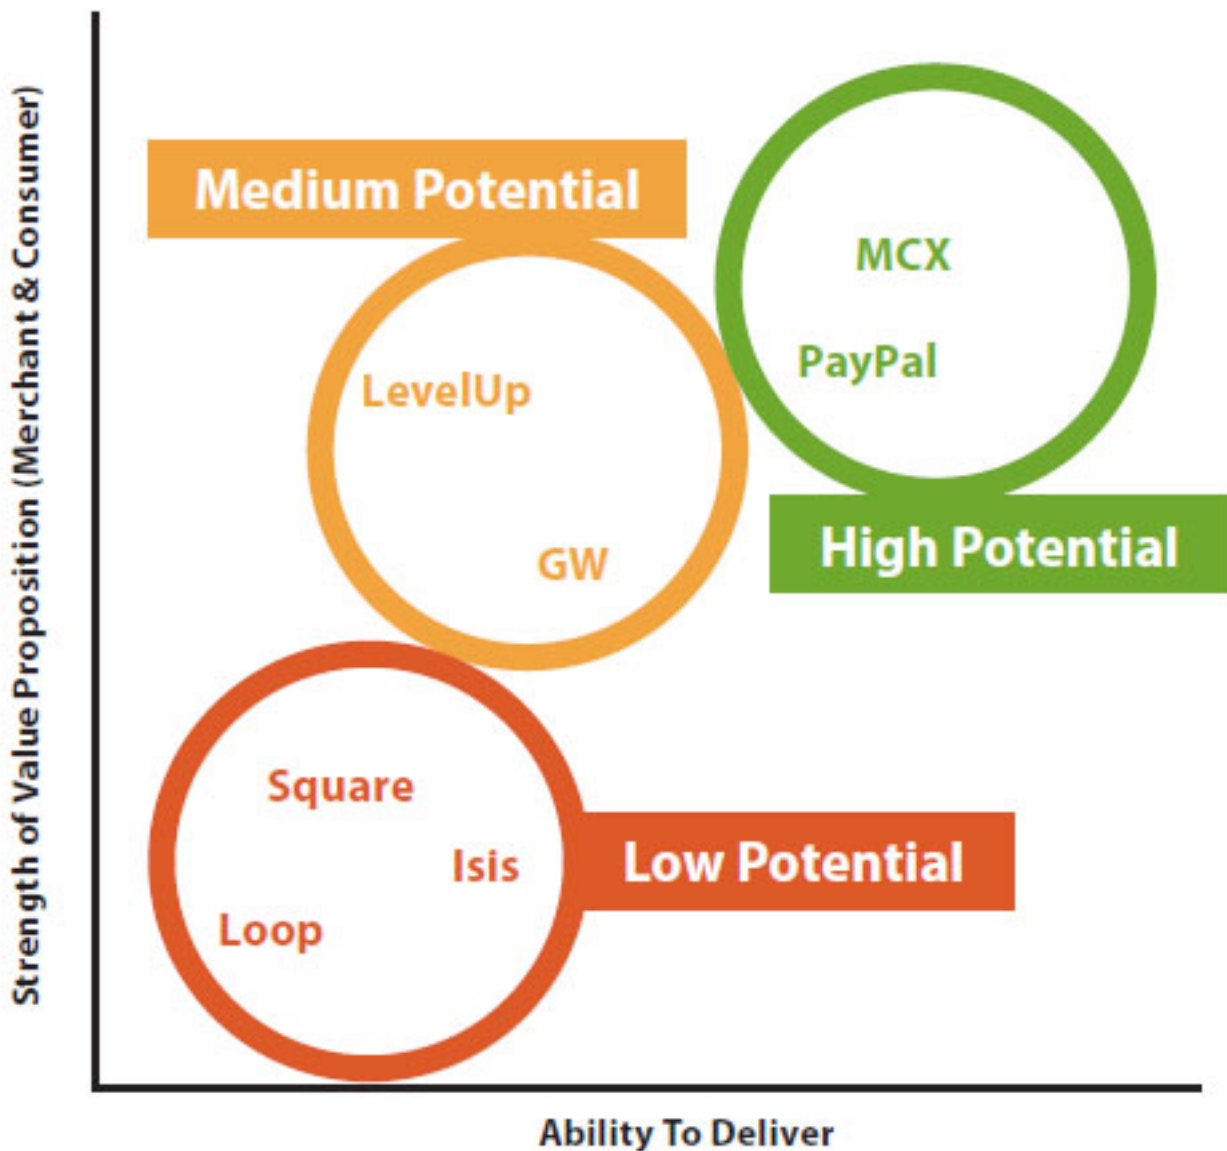 Strength of Value Proposition (Merchant & Consumer)
Medium Potential
MCX
PayPal
LevelUp
High Potential
GW
Square
Isis
Low Potential
Loop
Ability To Deliver